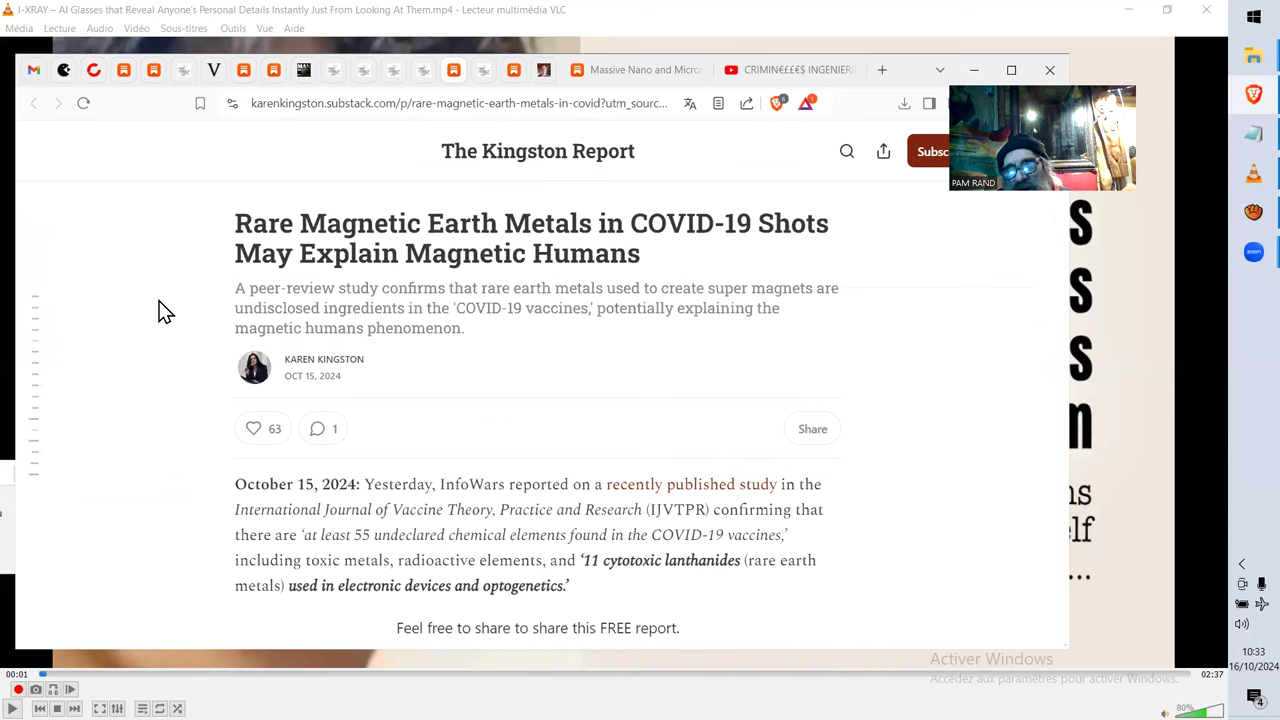 I-XRAY – AI Glasses that Reveal Anyone's Personal Details Instantly Just From Looking At Them.mp4 - Lecteur multimédia VLC
Média Lecture Audio Vidéo Sous-titres Outils Vue Aide
Massive Nano and Micro
CRIMIN€££€$ INGENIERI
karenkingston.substack.com/p/rare-magnetic-earth-metals-in-covid?utm_sourc...
6
1
The Kingston Report
Subsc
PAM RAND
Rare Magnetic Earth Metals in COVID-19 Shots
May Explain Magnetic Humans
A peer-review study confirms that rare earth metals used to create super magnets are
undisclosed ingredients in the 'COVID-19 vaccines,' potentially explaining the
magnetic humans phenomenon.
KAREN KINGSTON
OCT 15, 2024
63
1
Share
October 15, 2024: Yesterday, InfoWars reported on a recently published study in the
International Journal of Vaccine Theory, Practice and Research (IJVTPR) confirming that
there are ‘at least 55 undeclared chemical elements found in the COVID-19 vaccines,’
including toxic metals, radioactive elements, and ‘11 cytotoxic lanthanides (rare earth
metals) used in electronic devices and optogenetics.’
Feel free to share to share this FREE report.
s
s
s
m
ns
elf
...
Activer Windows
Accédez aux paramètres pour activer Windows.
00:01
02:37
80%
zoom
10:33
16/10/2024
4